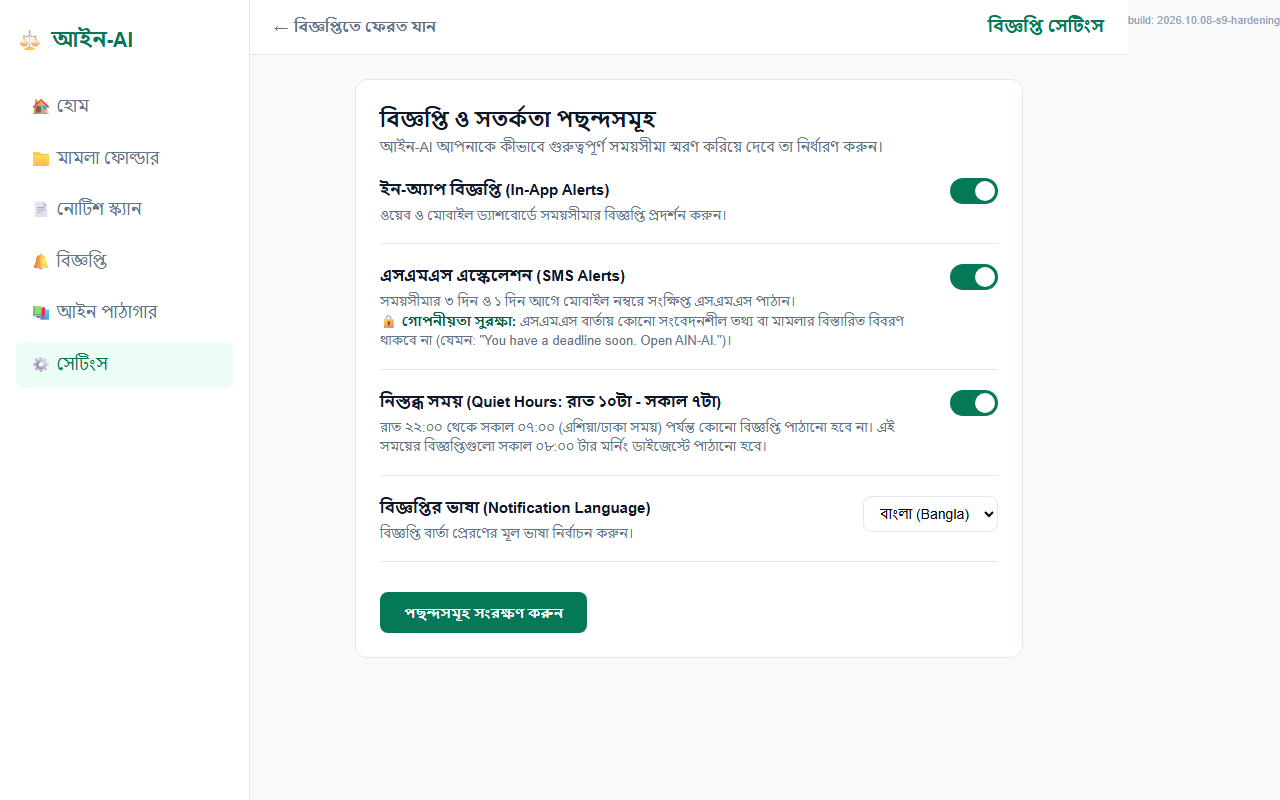 আইন-AI
হোম
মামলা ফোল্ডার
নোটিশ স্ক্যান
বিজ্ঞপ্তি
আইন পাঠাগার
সেটিংস
← বিজ্ঞপ্তিতে ফেরত যান
বিজ্ঞপ্তি সেটিংস
build: 2026.10.08-s9-hardening
বিজ্ঞপ্তি ও সতর্কতা পছন্দসমূহ
আইন-AI আপনাকে কীভাবে গুরুত্বপূর্ণ সময়সীমা স্মরণ করিয়ে দেবে তা নির্ধারণ করুন।
ইন-অ্যাপ বিজ্ঞপ্তি (In-App Alerts)
ওয়েব ও মোবাইল ড্যাশবোর্ডে সময়সীমার বিজ্ঞপ্তি প্রদর্শন করুন।
এসএমএস এস্কেলেশন (SMS Alerts)
সময়সীমার ৩ দিন ও ১ দিন আগে মোবাইল নম্বরে সংক্ষিপ্ত এসএমএস পাঠান।
গোপনীয়তা সুরক্ষা: এসএমএস বার্তায় কোনো সংবেদনশীল তথ্য বা মামলার বিস্তারিত বিবরণ
থাকবে না (যেমন: "You have a deadline soon. Open AIN-AI.")।
নিস্তব্ধ সময় (Quiet Hours: রাত ১০টা - সকাল ৭টা)
রাত ২২:০০ থেকে সকাল ০৭:০০ (এশিয়া/ঢাকা সময়) পর্যন্ত কোনো বিজ্ঞপ্তি পাঠানো হবে না। এই
সময়ের বিজ্ঞপ্তিগুলো সকাল ০৮:০০ টার মর্নিং ডাইজেস্টে পাঠানো হবে।
বিজ্ঞপ্তির ভাষা (Notification Language)
বাংলা (Bangla)
বিজ্ঞপ্তি বার্তা প্রেরণের মূল ভাষা নির্বাচন করুন।
পছন্দসমূহ সংরক্ষণ করুন